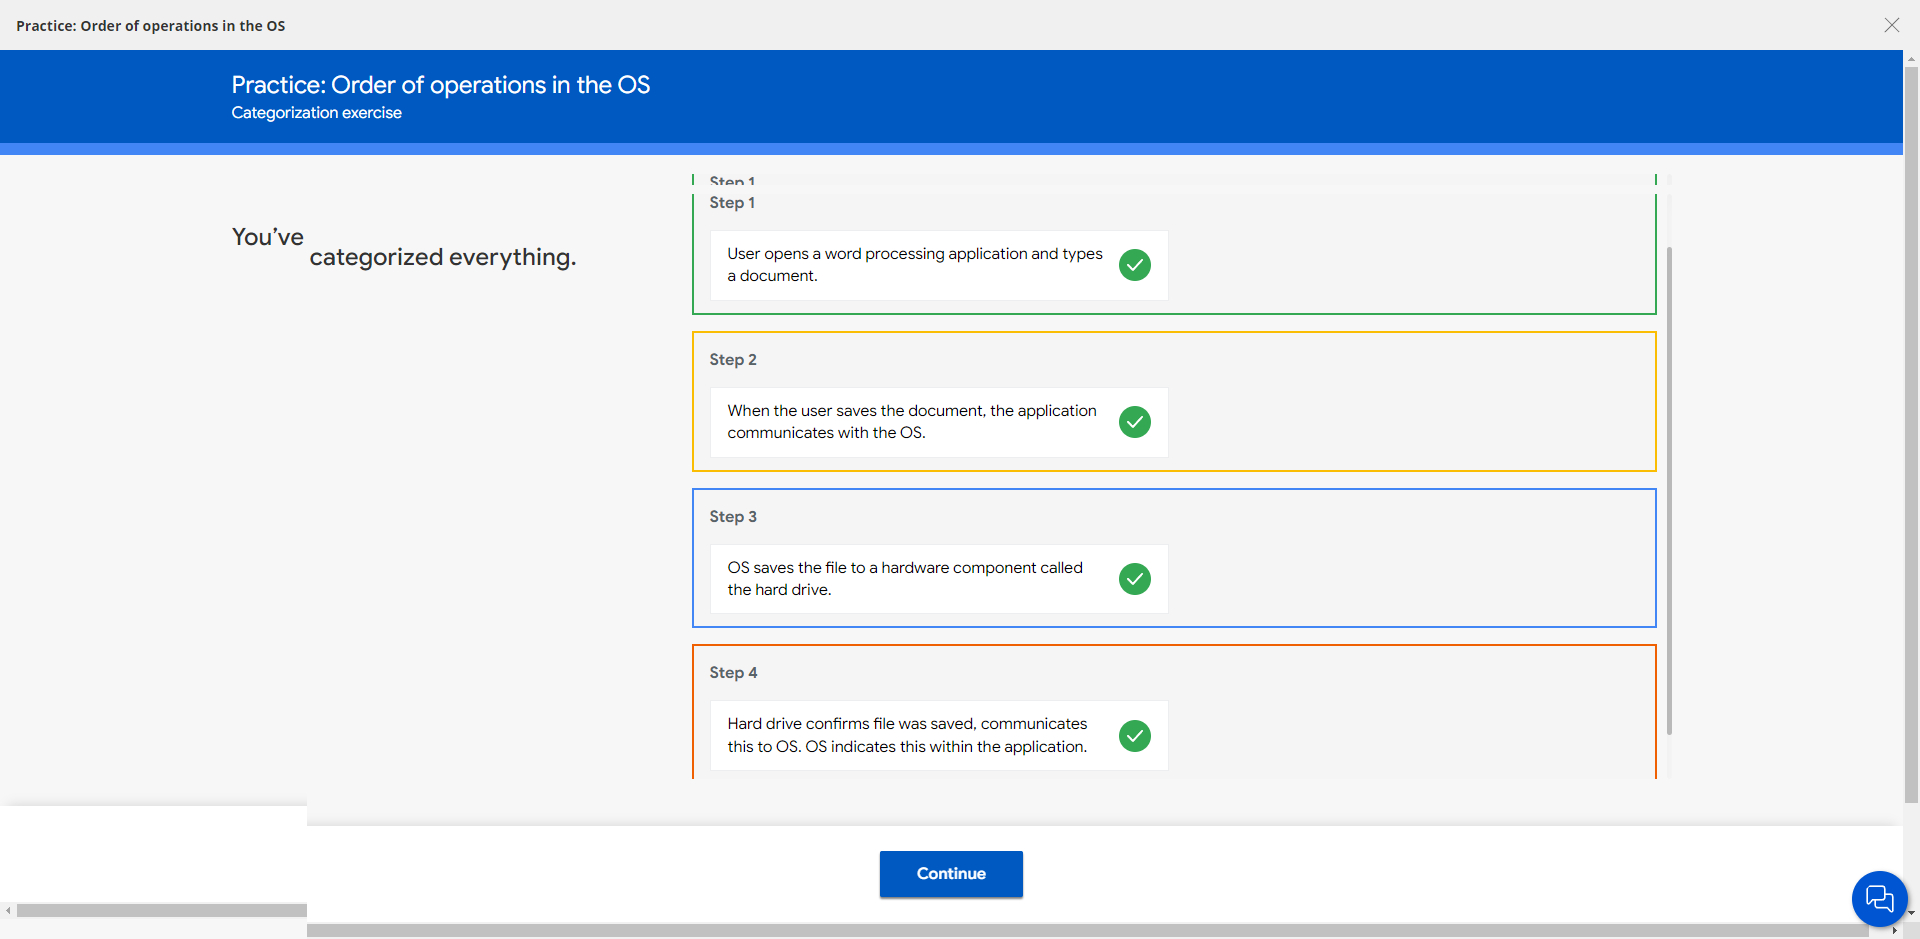 Practice: Order of operations in the OS
Practice: Order of operations in the OS
Categorization exercise
You’ve
categorized everything.
Step 1
Step 1
User opens a word processing application and types
a document.
Step 2
When the user saves the document, the application
communicates with the OS.
Step 3
OS saves the file to a hardware component called
the hard drive.
Step 4
Hard drive confirms file was saved, communicates
this to OS. OS indicates this within the application.
Continue